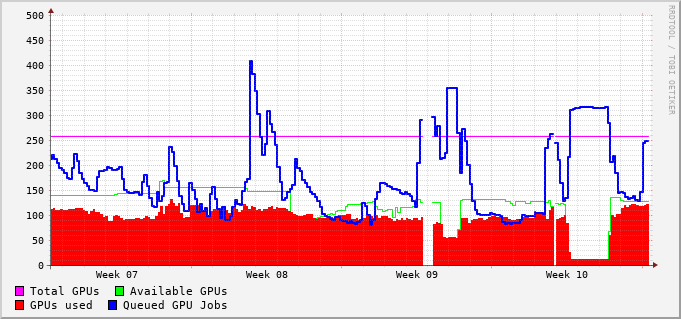 500
450
400
350
300
250
200
150
100
50
0
Week 07 Week 08 Week 09 Week 10
Total GPUs Available GPUs
GPUs used Queued GPU Jobs
RRDTOOL / TOBI OETIKER